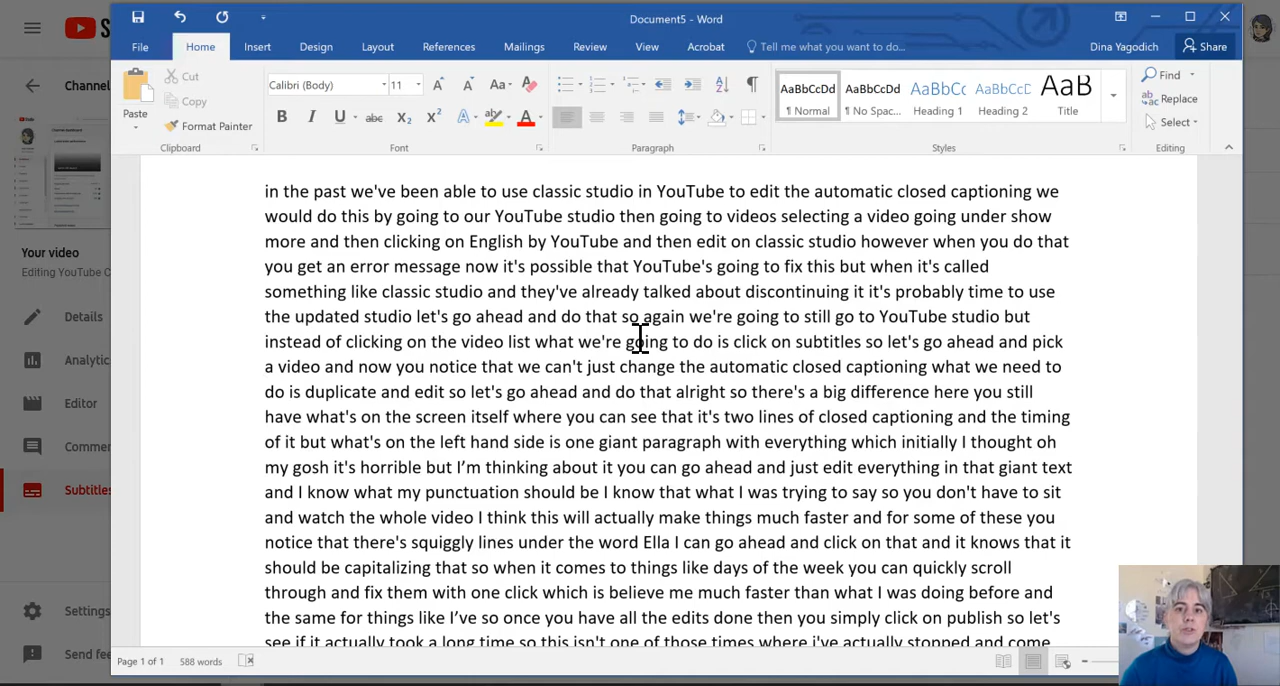 Document5 - Word
File
Home
Insert
Design
Layout
References
Mailings
Review
View
Acrobat
Tell me what you want to do...
Dina Yagodich
Share
Paste
Cut
Copy
Format Painter
Clipboard
Calibri (Body)
11
Font
Paragraph
AaBbCcDd
¶ Normal
AaBbCcDd
¶ No Spac...
AaBbCc
Heading 1
AaBbCcD
Heading 2
AaB
Title
Styles
Find
Replace
Select
Editing
in the past we've been able to use classic studio in YouTube to edit the automatic closed captioning we
would do this by going to our YouTube studio then going to videos selecting a video going under show
more and then clicking on English by YouTube and then edit on classic studio however when you do that
you get an error message now it's possible that YouTube's going to fix this but when it's called
something like classic studio and they've already talked about discontinuing it it's probably time to use
the updated studio let's go ahead and do that so again we're going to still go to YouTube studio but
instead of clicking on the video list what we're going to do is click on subtitles so let's go ahead and pick
a video and now you notice that we can't just change the automatic closed captioning what we need to
do is duplicate and edit so let's go ahead and do that alright so there's a big difference here you still
have what's on the screen itself where you can see that it's two lines of closed captioning and the timing
of it but what's on the left hand side is one giant paragraph with everything which initially I thought oh
my gosh it's horrible but I'm thinking about it you can go ahead and just edit everything in that giant text
and I know what my punctuation should be I know that what I was trying to say so you don't have to sit
and watch the whole video I think this will actually make things much faster and for some of these you
notice that there's squiggly lines under the word Ella I can go ahead and click on that and it knows that it
should be capitalizing that so when it comes to things like days of the week you can quickly scroll
through and fix them with one click which is believe me much faster than what I was doing before and
the same for things like I've so once you have all the edits done then you simply click on publish so let's
see if it actually took a long time so this isn't one of those times where i've actually stopped and come
Page 1 of 1
588 words
Channel
Your video
Editing YouTube C
Details
Analytic
Editor
Comme
Subtitles
Settings
Send fee